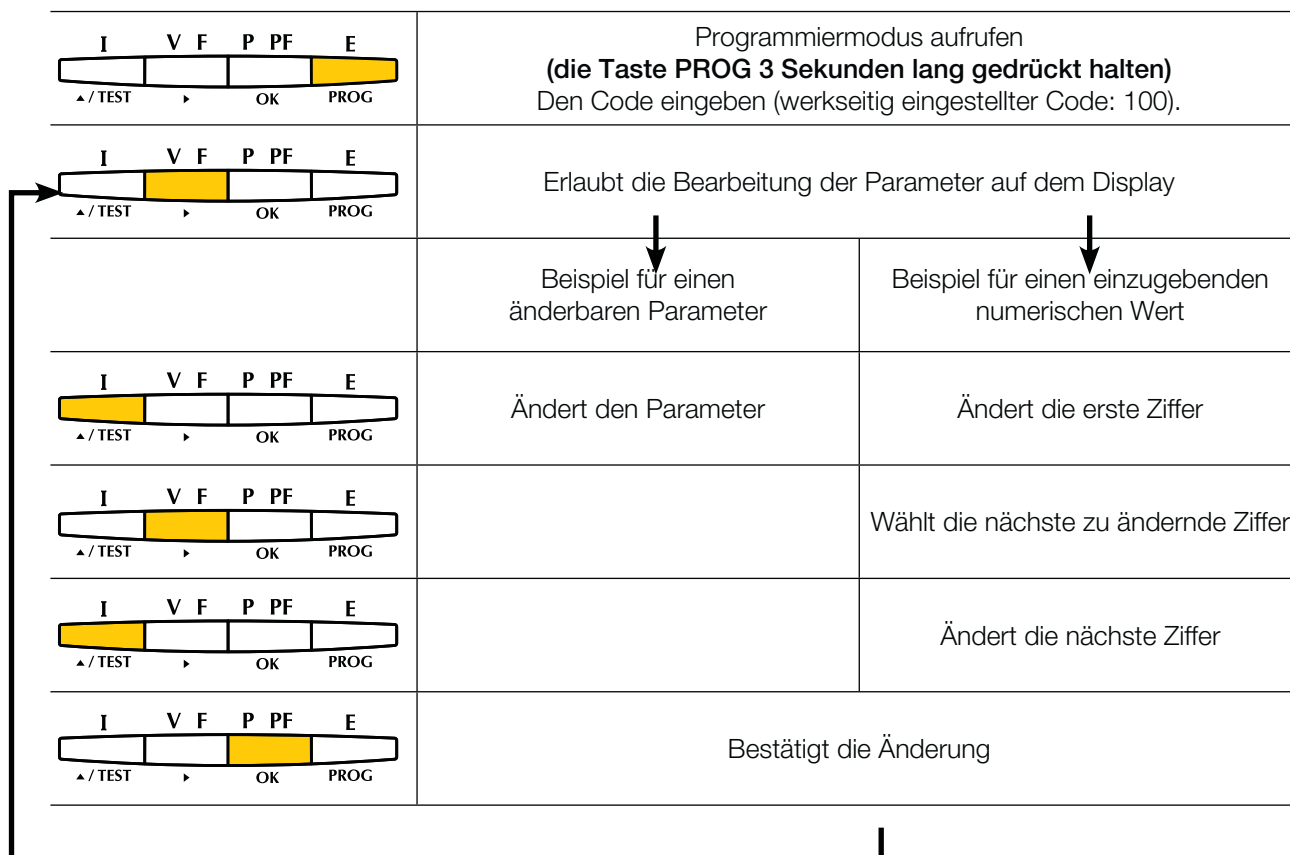 I V F P PF E
▲ / TEST ▸ OK PROG
Programmiermodus aufrufen
(die Taste PROG 3 Sekunden lang gedrückt halten)
Den Code eingeben (werkseitig eingestellter Code: 100).
I V F P PF E
▲ / TEST ▸ OK PROG
Erlaubt die Bearbeitung der Parameter auf dem Display
Beispiel für einen
änderbaren Parameter
Beispiel für einen einzugebenden
numerischen Wert
I V F P PF E
▲ / TEST ▸ OK PROG
Ändert den Parameter
Ändert die erste Ziffer
I V F P PF E
▲ / TEST ▸ OK PROG
Wählt die nächste zu ändernde Ziffer
I V F P PF E
▲ / TEST ▸ OK PROG
Ändert die nächste Ziffer
I V F P PF E
▲ / TEST ▸ OK PROG
Bestätigt die Änderung